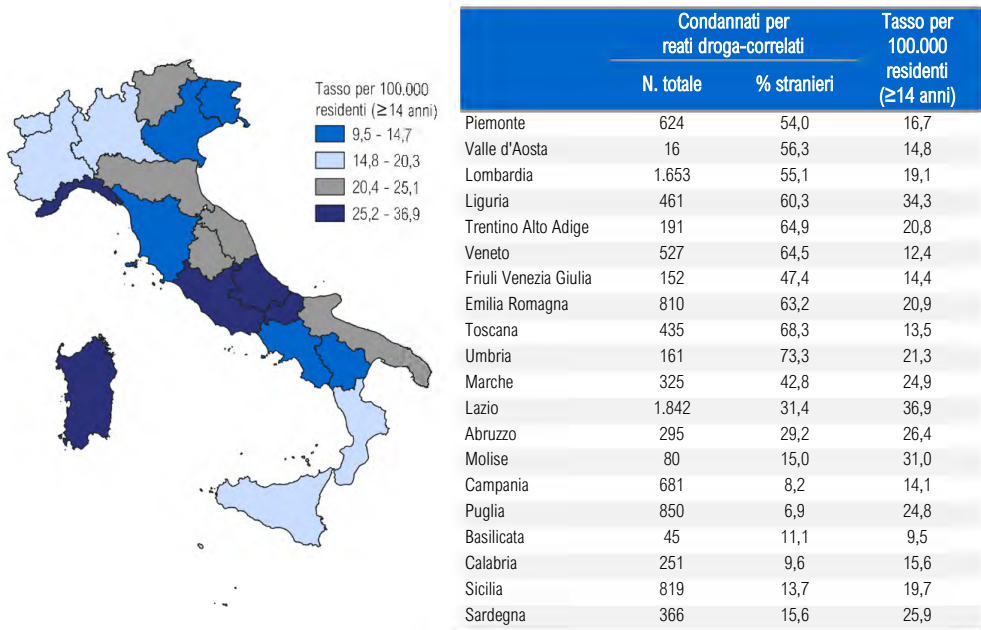 Tasso per 100.000
residenti (≥14 anni)
9,5 - 14,7
14,8 - 20,3
20,4 - 25,1
25,2 - 36,9
Condannati per
reati droga-correlati
Tasso per
100.000
residenti
(≥14 anni)
N. totale % stranieri
Piemonte 624 54,0 16,7
Valle d'Aosta 16 56,3 14,8
Lombardia 1.653 55,1 19,1
Liguria 461 60,3 34,3
Trentino Alto Adige 191 64,9 20,8
Veneto 527 64,5 12,4
Friuli Venezia Giulia 152 47,4 14,4
Emilia Romagna 810 63,2 20,9
Toscana 435 68,3 13,5
Umbria 161 73,3 21,3
Marche 325 42,8 24,9
Lazio 1.842 31,4 36,9
Abruzzo 295 29,2 26,4
Molise 80 15,0 31,0
Campania 681 8,2 14,1
Puglia 850 6,9 24,8
Basilicata 45 11,1 9,5
Calabria 251 9,6 15,6
Sicilia 819 13,7 19,7
Sardegna 366 15,6 25,9